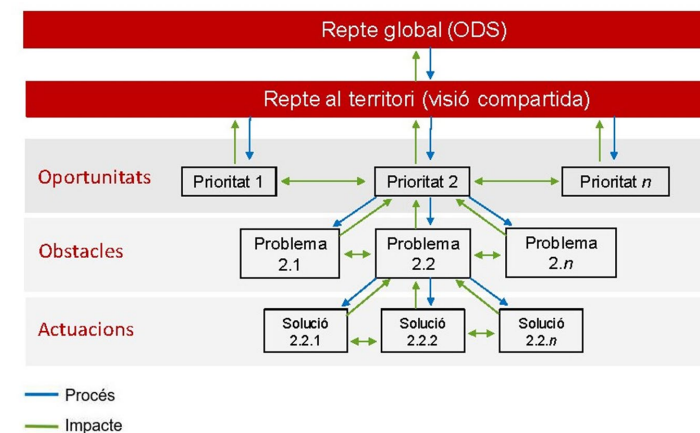 Repte global (ODS)
Repte al territori (visió compartida)
Oportunitats
Prioritat 1
Prioritat 2
Prioritat n
Obstacles
Problema
2.1
Problema
2.2
Problema
2.n
Actuacions
Solució
2.2.1
Solució
2.2.2
Solució
2.2.n
Procés
Impacte